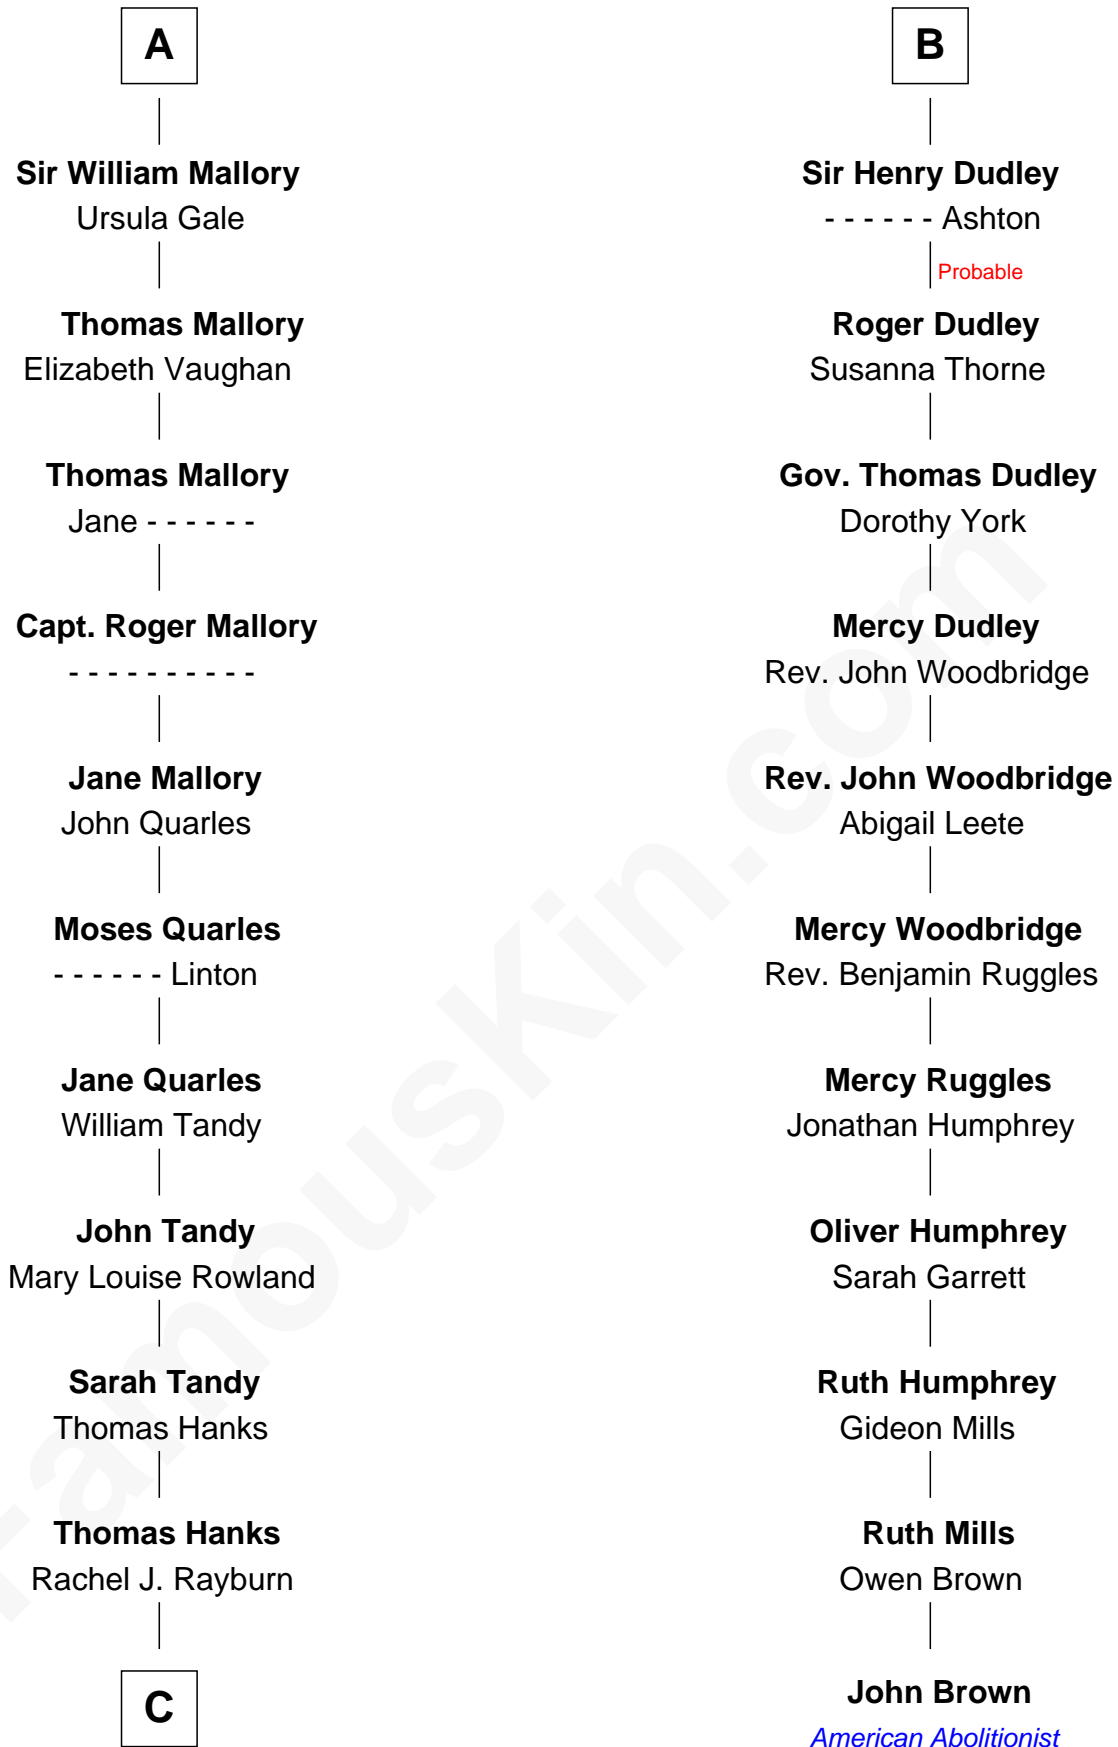 A
Sir William Mallory
Ursula Gale
Thomas Mallory
Elizabeth Vaughan
Thomas Mallory
Jane - - - - - -
Capt. Roger Mallory
- - - - - - - - - -
Jane Mallory
John Quarles
Moses Quarles
- - - - - - Linton
Jane Quarles
William Tandy
John Tandy
Mary Louise Rowland
Sarah Tandy
Thomas Hanks
Thomas Hanks
Rachel J. Rayburn
C
B
Sir Henry Dudley
- - - - - - Ashton
Probable
Roger Dudley
Susanna Thorne
Gov. Thomas Dudley
Dorothy York
Mercy Dudley
Rev. John Woodbridge
Rev. John Woodbridge
Abigail Leete
Mercy Woodbridge
Rev. Benjamin Ruggles
Mercy Ruggles
Jonathan Humphrey
Oliver Humphrey
Sarah Garrett
Ruth Humphrey
Gideon Mills
Ruth Mills
Owen Brown
John Brown
American Abolitionist
FamousKin.com